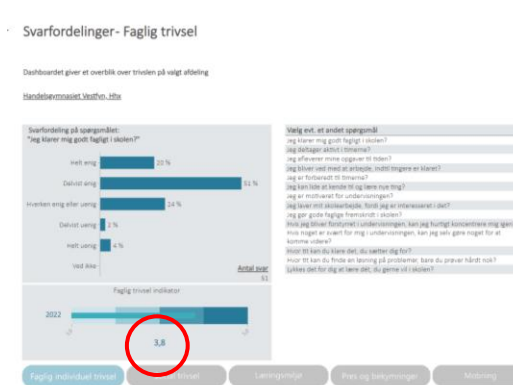 Svarfordelinger- Faglig trivsel
Dashboardet giver et overblik over trivslen på valgt afdeling
Handelsgymnasiet Vestfyn, Hhx
Svarfordeling på spørgsmålet:
"Jeg klarer mig godt fagligt i skolen?"
Helt enig
20 %
Delvist enig
51 %
Hverken enig eller uenig
24 %
Delvist uenig
2 %
Helt uenig
4 %
Ved ikke
Antal svar
51
Faglig trivsel indikator
2022
3,8
Vælg evt. et andet spørgsmål
Jeg klarer mig godt fagligt i skolen?
Jeg deltager aktivt i timerne?
Jeg afleverer mine opgaver til tiden?
Jeg bliver ved med at arbejde, indtil tingene er klaret?
Jeg er forberedt til timerne?
Jeg kan lide at kende til og lære nye ting?
Jeg er motiveret for undervisningen?
Jeg laver mit skolearbejde, fordi jeg er interesseret i det?
Jeg gør gode faglige fremskridt i skolen?
Hvis jeg bliver forstyrret i undervisningen, kan jeg hurtigt koncentrere mig igen
Hvis noget er svært for mig i undervisningen, kan jeg selv gøre noget for at
komme videre?
Hvor tit kan du klare det, du sætter dig for?
Hvor tit kan du finde en løsning på problemer, bare du prøver hårdt nok?
Lykkes det for dig at lære det, du gerne vil i skolen?
Faglig individuel trivsel
trivsel
Læringsmiljø
Pres og bekymringer
Mobning